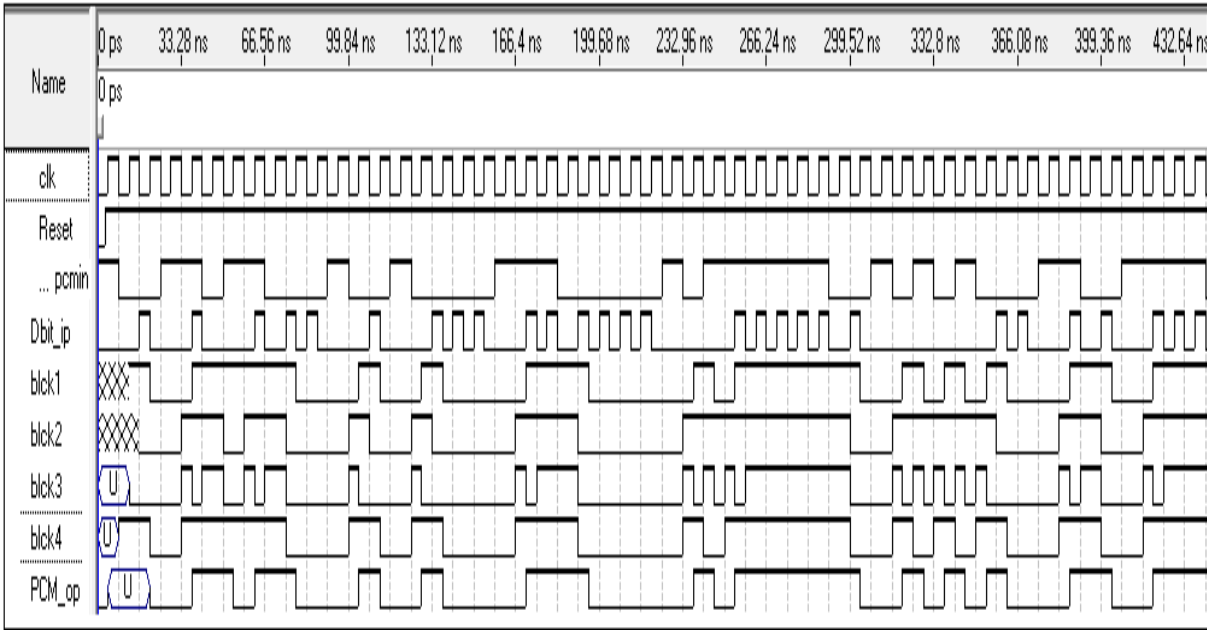 Name
0 ps 33.28 ns 66.56 ns 99.84 ns 133.12 ns 166.4 ns 199.68 ns 232.96 ns 266.24 ns 299.52 ns 332.8 ns 366.08 ns 399.36 ns 432.64 ns
0 ps
clk
Reset
... pcmin
Dbit_ip
blck1
blck2
blck3 U
blck4 U
PCM_op U